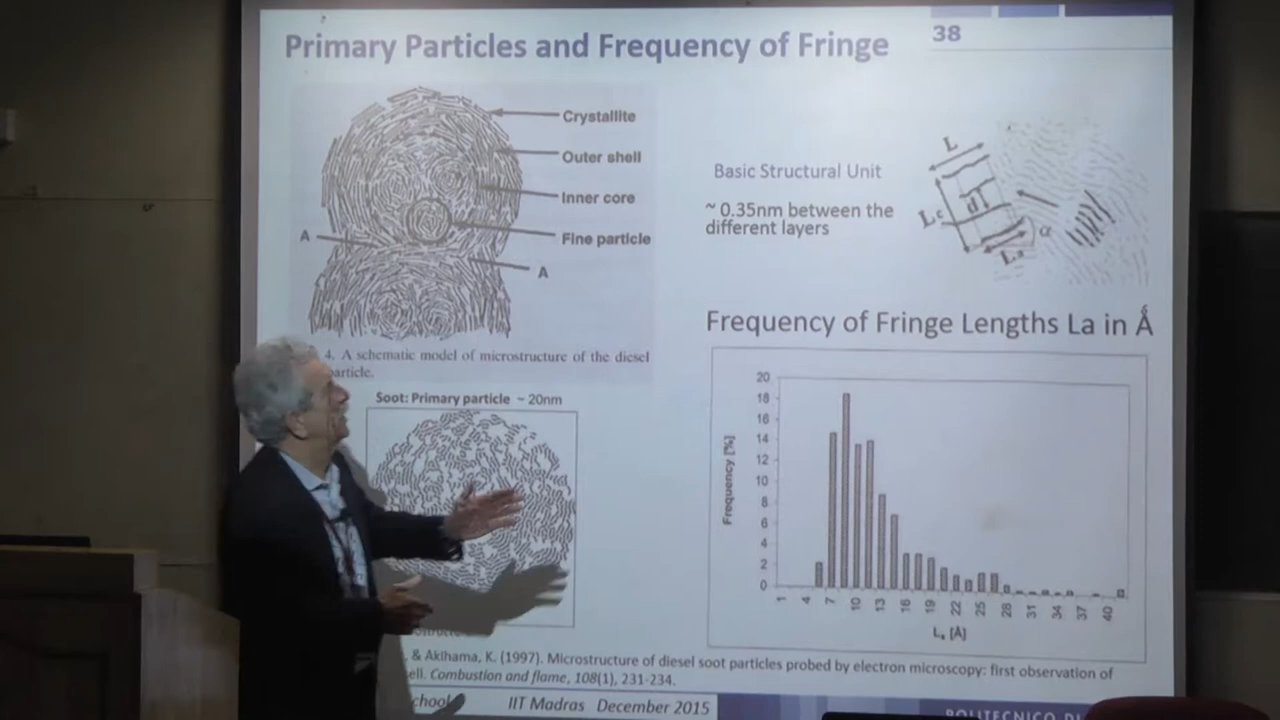 Primary Particles and Frequency of Fringe
38
Crystallite
Outer shell
Inner core
Fine particle
A
A
4. A schematic model of microstructure of the diesel
particle.
Soot: Primary particle ~ 20nm
Basic Structural Unit
~ 0.35nm between the
different layers
L
d
Lc
α
La
Frequency of Fringe Lengths La in Å
20
18
16
14
12
10
8
6
4
2
0
Frequency [%]
1 4 7 10 13 16 19 22 25 28 31 34 37 40
La [Å]
& Akihama, K. (1997). Microstructure of diesel soot particles probed by electron microscopy: first observation of
ell. Combustion and flame, 108(1), 231-234.
chool
IIT Madras December 2015
POLITECNICO